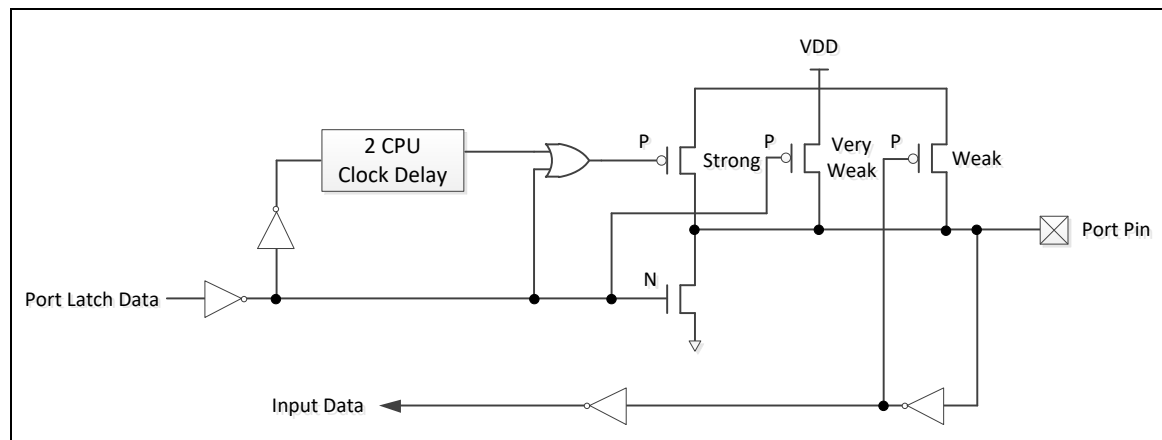 VDD
2 CPU
Clock Delay
P
Strong
P
Very
Weak
P
Weak
Port Pin
N
Port Latch Data
Input Data